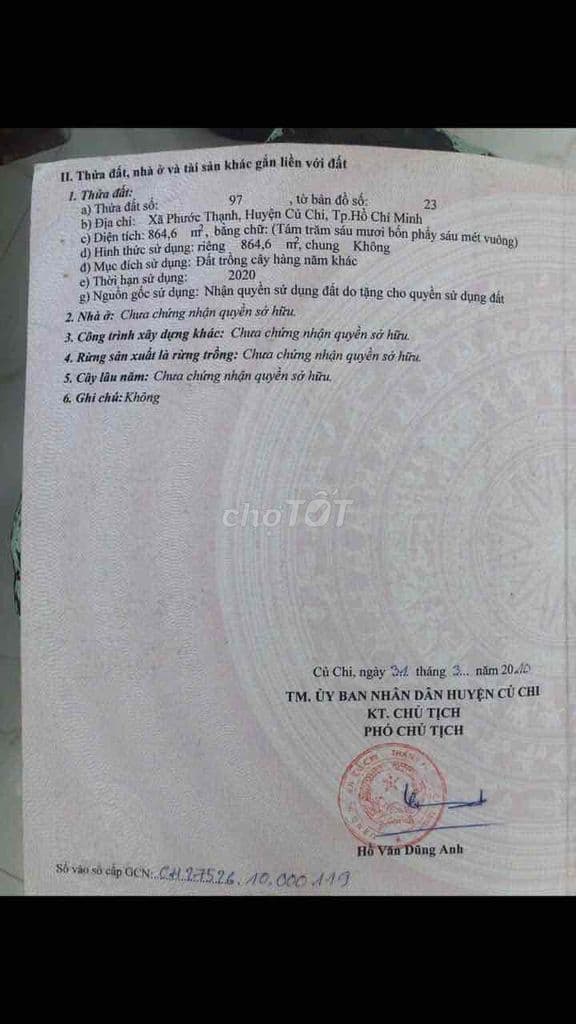 II. Thửa đất, nhà ở và tài sản khác gắn liền với đất
1. Thửa đất:
a) Thửa đất số: 97 , tờ bản đồ số: 23
b) Địa chỉ: Xã Phước Thạnh, Huyện Củ Chi, Tp.Hồ Chí Minh
c) Diện tích: 864,6 m², bằng chữ: (Tám trăm sáu mươi bốn phẩy sáu mét vuông)
d) Hình thức sử dụng: riêng 864,6 m², chung Không
đ) Mục đích sử dụng: Đất trồng cây hàng năm khác
e) Thời hạn sử dụng: 2020
g) Nguồn gốc sử dụng: Nhận quyền sử dụng đất do tặng cho quyền sử dụng đất
2. Nhà ở: Chưa chứng nhận quyền sở hữu.
3. Công trình xây dựng khác: Chưa chứng nhận quyền sở hữu.
4. Rừng sản xuất là rừng trồng: Chưa chứng nhận quyền sở hữu.
5. Cây lâu năm: Chưa chứng nhận quyền sở hữu.
6. Ghi chú: Không
chợTỐT
Củ Chi, ngày 31 tháng 3... năm 2010
TM. ỦY BAN NHÂN DÂN HUYỆN CỦ CHI
KT. CHỦ TỊCH
PHÓ CHỦ TỊCH
Hồ Văn Dũng Anh
Số vào sổ cấp GCN: CH27526.10.000.119